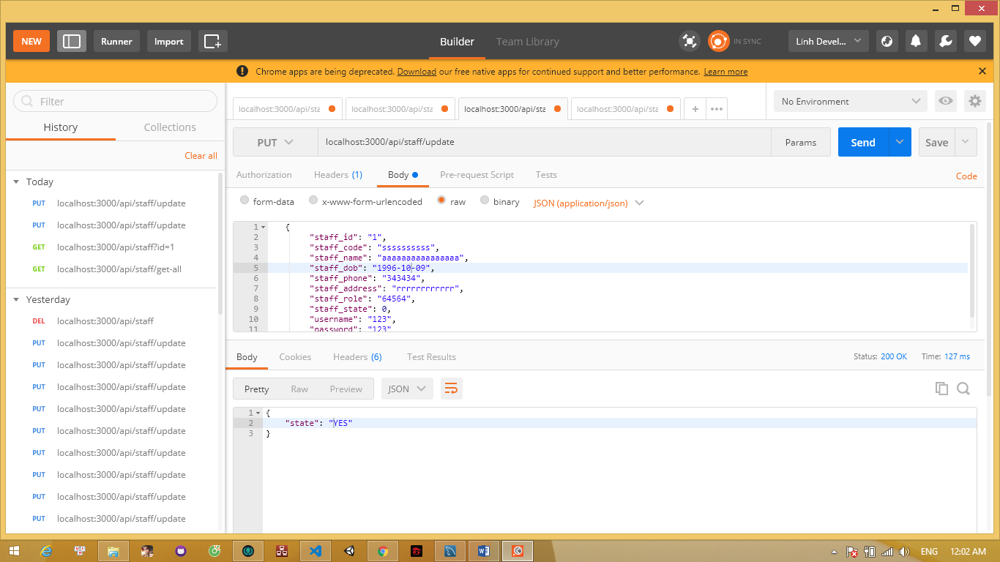 NEW Runner Import Builder Team Library IN SYNC Linh Devel...
Chrome apps are being deprecated. Download our free native apps for continued support and better performance. Learn more
Filter
History Collections
Clear all
Today
PUT localhost:3000/api/staff/update
PUT localhost:3000/api/staff/update
GET localhost:3000/api/staff?id=1
GET localhost:3000/api/staff/get-all
Yesterday
DEL localhost:3000/api/staff
PUT localhost:3000/api/staff/update
PUT localhost:3000/api/staff/update
PUT localhost:3000/api/staff/update
PUT localhost:3000/api/staff/update
PUT localhost:3000/api/staff/update
PUT localhost:3000/api/staff/update
PUT localhost:3000/api/staff/update
PUT localhost:3000/api/staff/update
PUT localhost:3000/api/staff/update
localhost:3000/api/sta localhost:3000/api/sta localhost:3000/api/sta localhost:3000/api/sta + ••• No Environment
PUT localhost:3000/api/staff/update Params Send Save
Authorization Headers (1) Body Pre-request Script Tests Code
form-data x-www-form-urlencoded raw binary JSON (application/json)
1 {
2 "staff_id": "1",
3 "staff_code": "ssssssssss",
4 "staff_name": "aaaaaaaaaaaaaaaa",
5 "staff_dob": "1996-10-09",
6 "staff_phone": "343434",
7 "staff_address": "rrrrrrrrrrrr",
8 "staff_role": "64564",
9 "staff_state": 0,
10 "username": "123",
11 "password": "123"
Body Cookies Headers (6) Test Results Status: 200 OK Time: 127 ms
Pretty Raw Preview JSON
1 {
2 "state": "YES"
3 }
ENG 12:02 AM